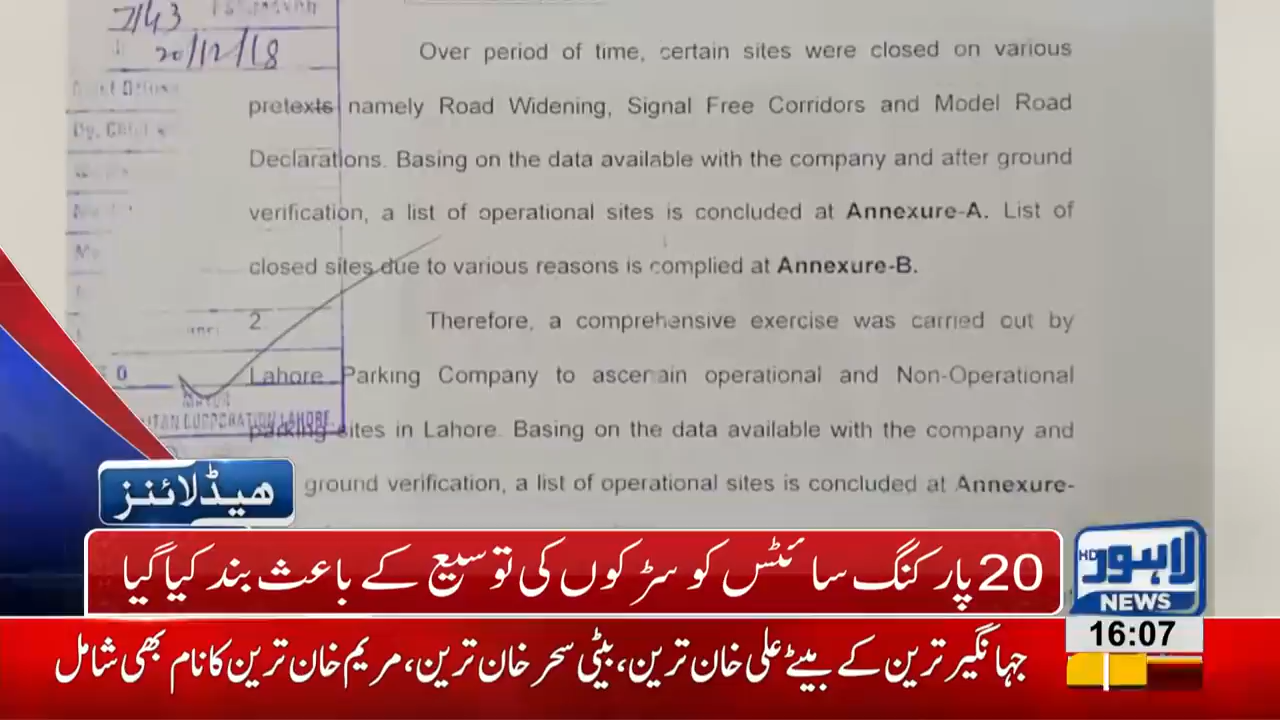 7143
20/12/18
Over period of time, certain sites were closed on various
pretexts namely Road Widening, Signal Free Corridors and Model Road
Declarations. Basing on the data available with the company and after ground
verification, a list of operational sites is concluded at Annexure-A. List of
closed sites due to various reasons is complied at Annexure-B.
2. Therefore, a comprehensive exercise was carried out by
Lahore Parking Company to ascertain operational and Non-Operational
parking sites in Lahore. Basing on the data available with the company and
ground verification, a list of operational sites is concluded at Annexure-
CORPORATION LAHORE
ہیڈلائنز
20 پارکنگ سائٹس کو سڑکوں کی توسیع کے باعث بند کیا گیا
HD لاہور
NEWS
16:07
جہانگیر ترین کے بیٹے علی خان ترین، بیٹی سحر خان ترین، مریم خان ترین کا نام بھی شامل